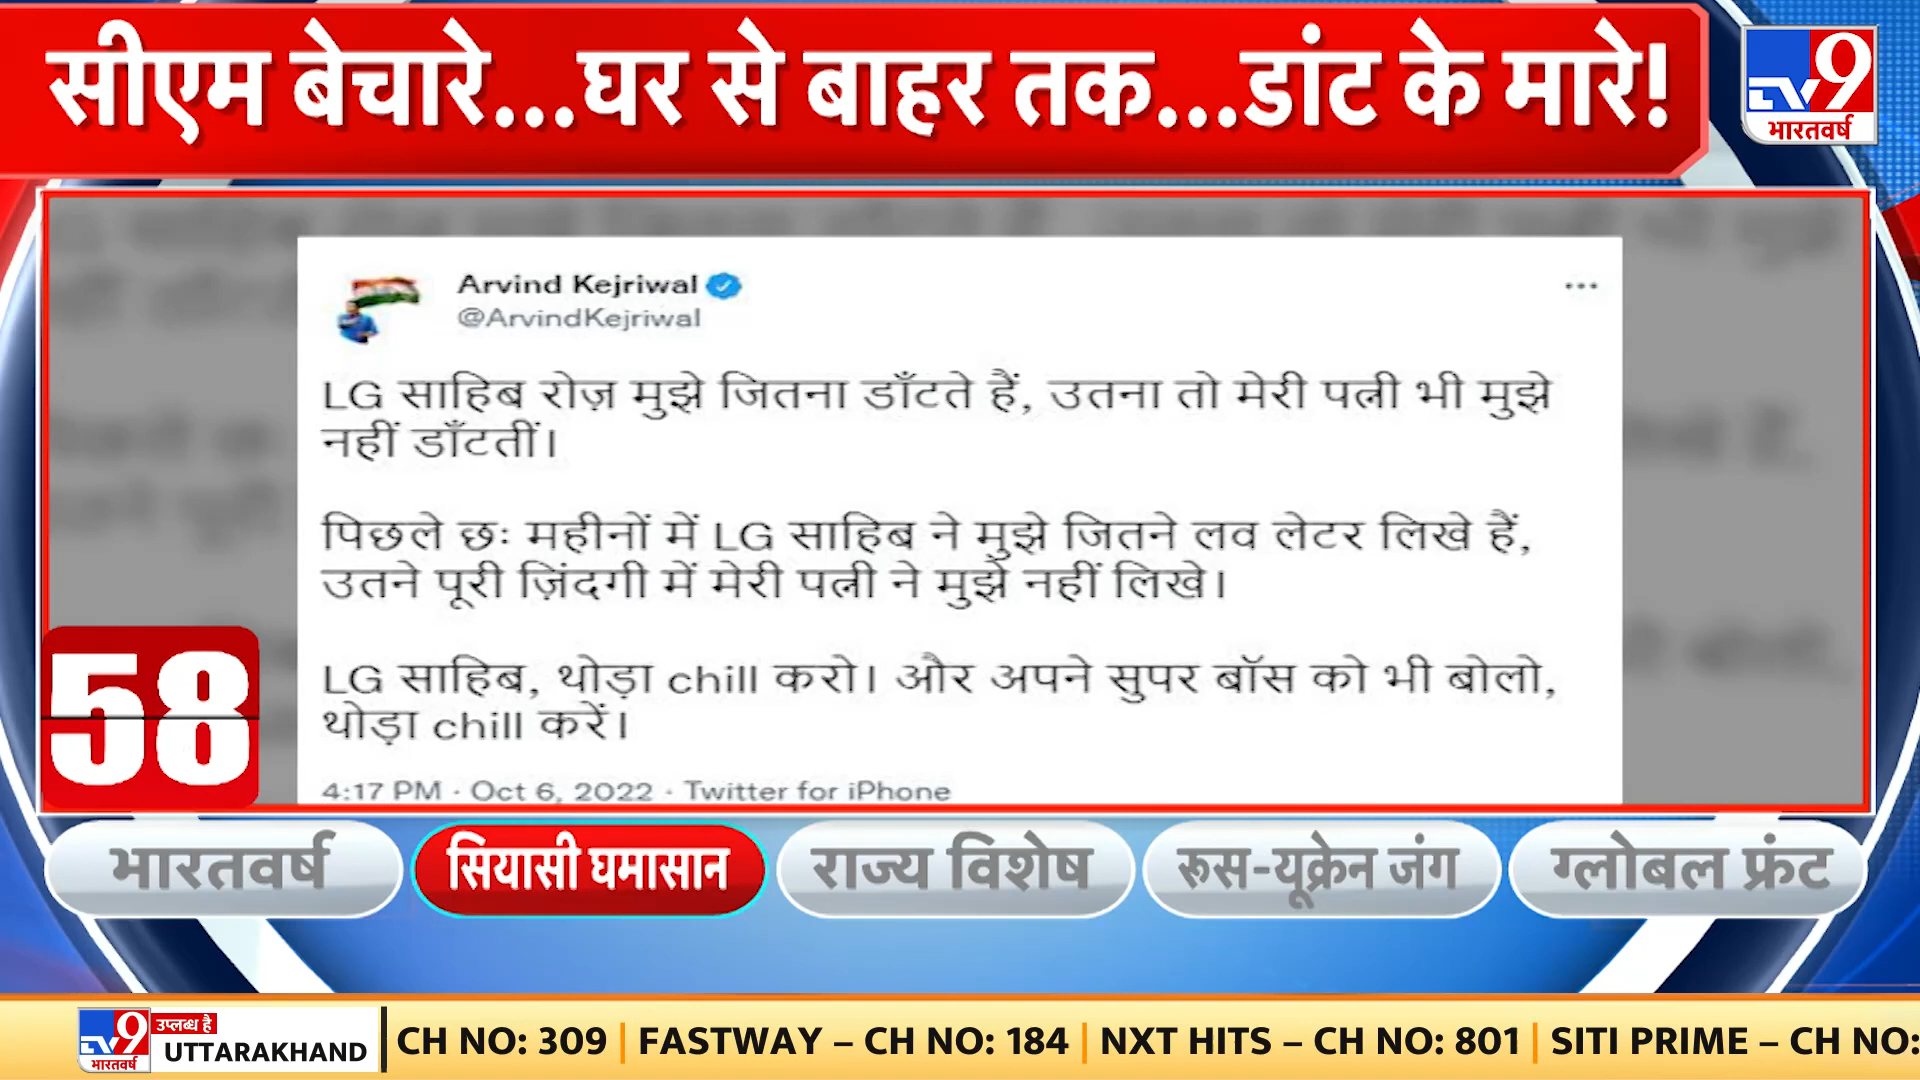 सीएम बेचारे...घर से बाहर तक...डांट के मारे!
TV9
भारतवर्ष
Arvind Kejriwal
@ArvindKejriwal
LG साहिब रोज़ मुझे जितना डाँटते हैं, उतना तो मेरी पत्नी भी मुझे
नहीं डाँटतीं।
पिछले छः महीनों में LG साहिब ने मुझे जितने लव लेटर लिखे हैं,
उतने पूरी ज़िंदगी में मेरी पत्नी ने मुझे नहीं लिखे।
LG साहिब, थोड़ा chill करो। और अपने सुपर बॉस को भी बोलो,
थोड़ा chill करें।
4:17 PM · Oct 6, 2022 · Twitter for iPhone
58
भारतवर्ष
सियासी घमासान
राज्य विशेष
रूस-यूक्रेन जंग
ग्लोबल फ्रंट
TV9
भारतवर्ष
उपलब्ध है
UTTARAKHAND
CH NO: 309 | FASTWAY – CH NO: 184 | NXT HITS – CH NO: 801 | SITI PRIME – CH NO: